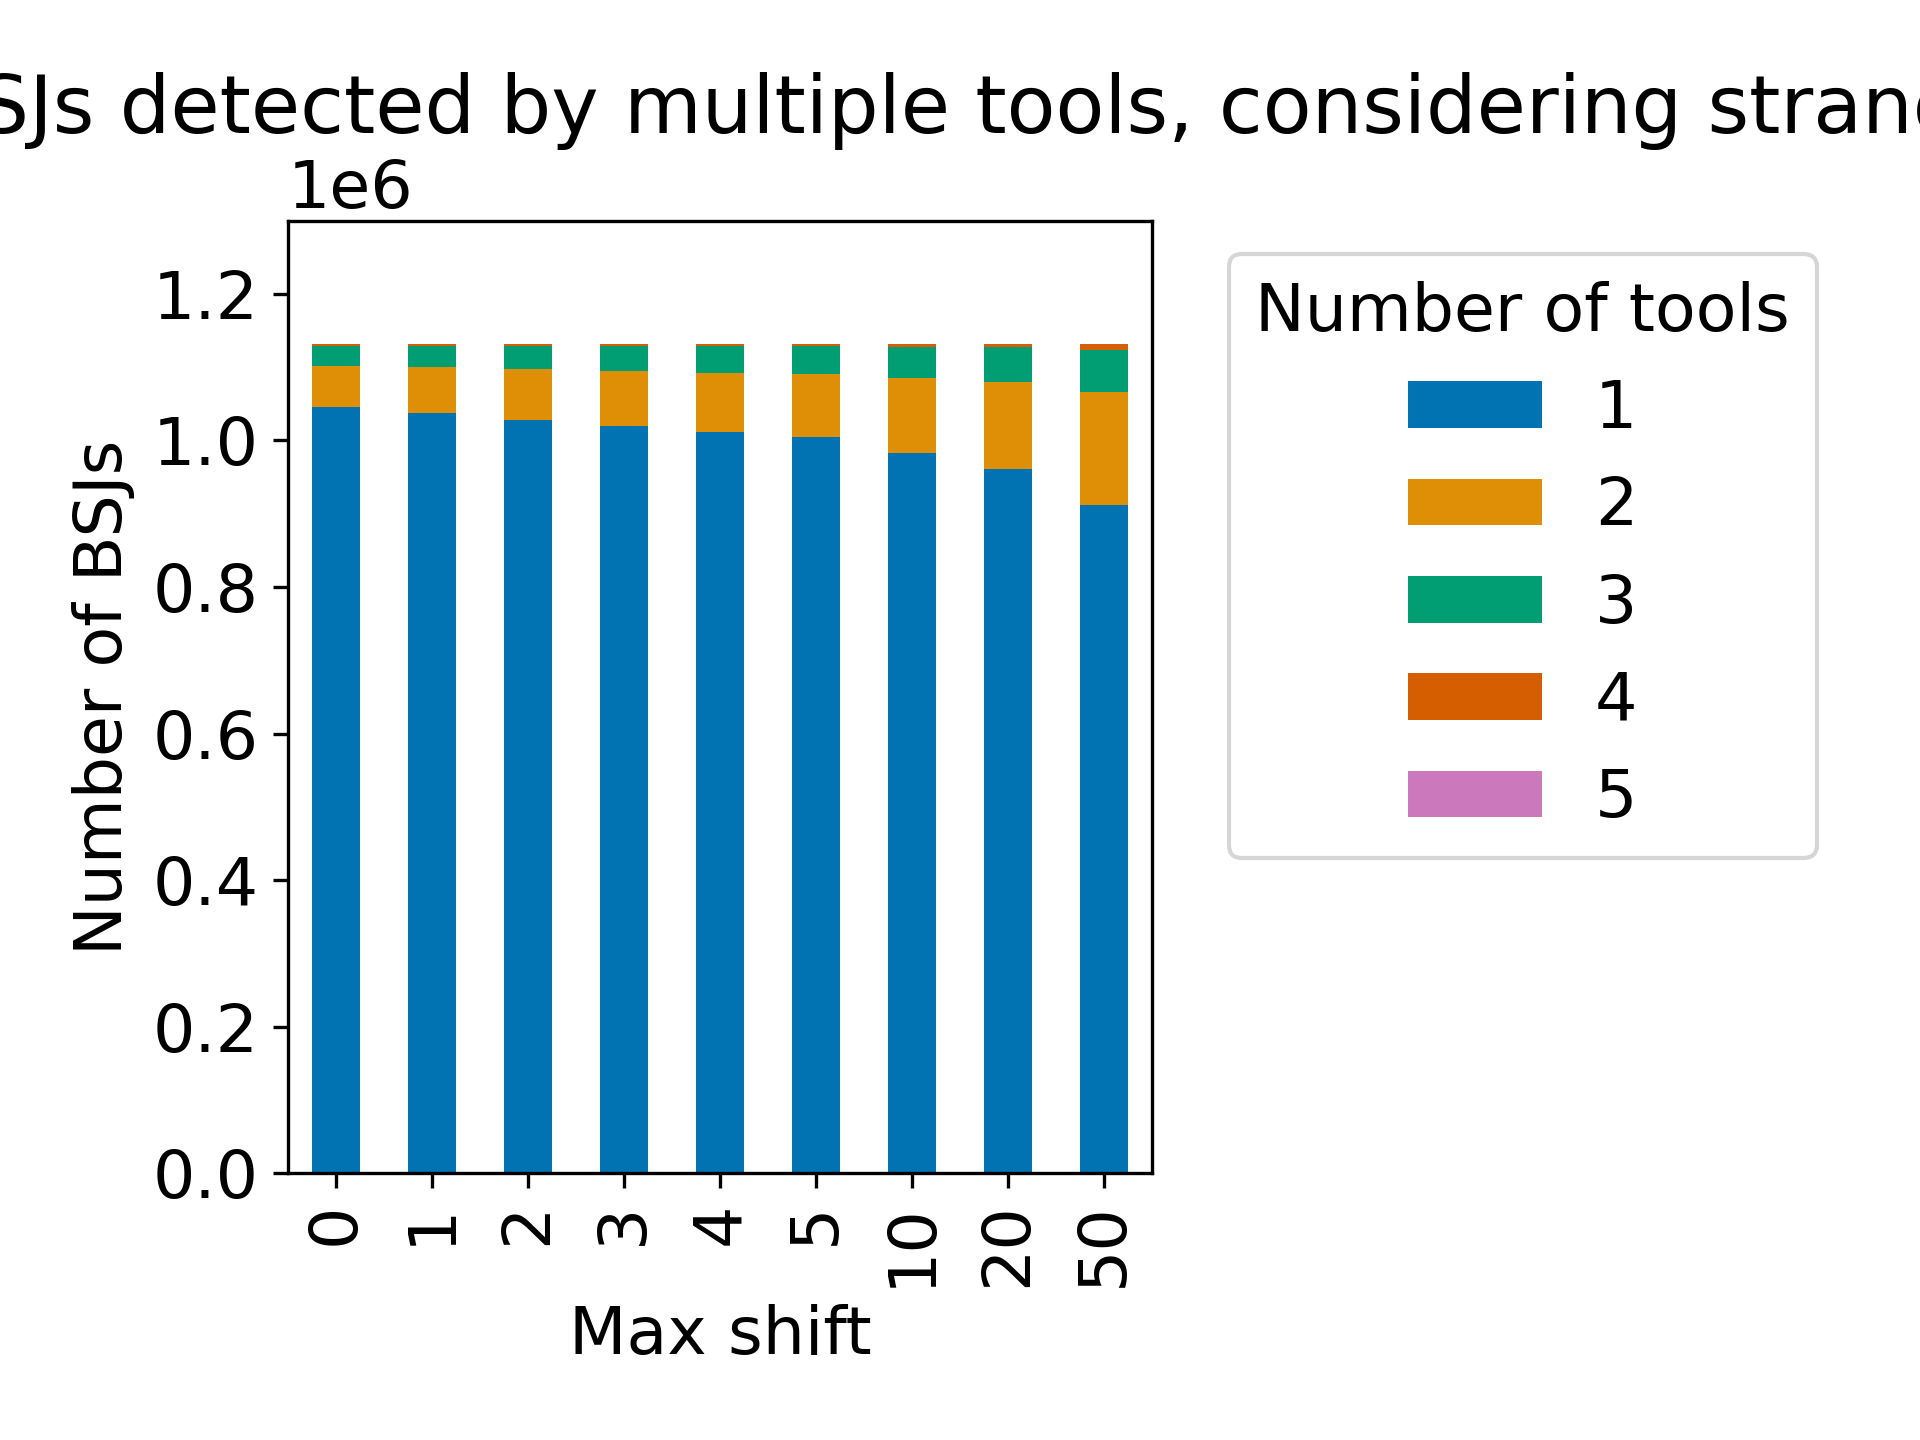 SJs detected by multiple tools, considering
1e6
1.2
1.0
0.8
0.6
0.4
0.2
0.0
Number of BSJs
0 1 2 3 4 5 10 20 50
Max shift
Number of tools
1
2
3
4
5